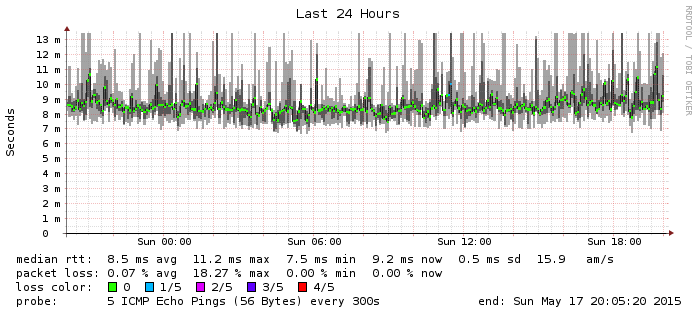 Last 24 Hours
RRDTOOL / TOBI OETIKER
Seconds
13 m
12 m
11 m
10 m
9 m
8 m
7 m
6 m
5 m
4 m
3 m
2 m
1 m
0
Sun 00:00 Sun 06:00 Sun 12:00 Sun 18:00
median rtt: 8.5 ms avg 11.2 ms max 7.5 ms min 9.2 ms now 0.5 ms sd 15.9 am/s
packet loss: 0.07 % avg 18.27 % max 0.00 % min 0.00 % now
loss color: 0 1/5 2/5 3/5 4/5
probe: 5 ICMP Echo Pings (56 Bytes) every 300s end: Sun May 17 20:05:20 2015